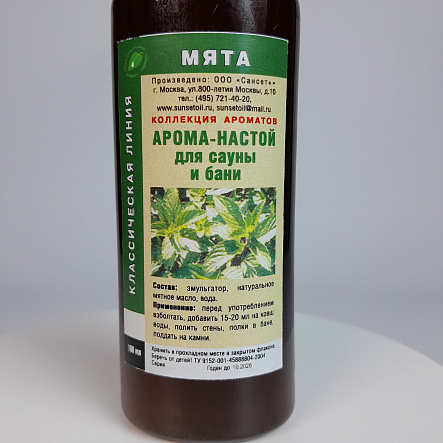 МЯТА
Произведено: ООО «Сансет»
г. Москва, ул.800-летия Москвы, д.10
тел.: (495) 721-40-20,
www.sunsetoil.ru, sunsetoil@mail.ru
КОЛЛЕКЦИЯ АРОМАТОВ
АРОМА-НАСТОЙ
для сауны
и бани
Состав: эмульгатор, натуральное
мятное масло, вода.
Применение: перед употреблением
взболтать, добавить 15-20 мл на ковш
воды, полить стены, полки в бане,
поддать на камни.
Хранить в прохладном месте в закрытом флаконе.
Беречь от детей! ТУ 9152-001-45888804-2004
Серия Годен до 10.2026
КЛАССИЧЕСКАЯ ЛИНИЯ
100 мл